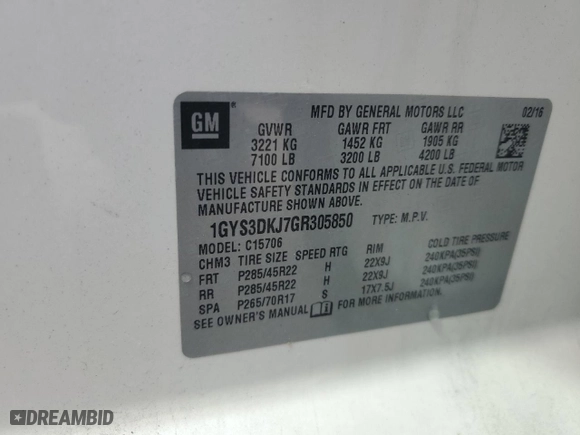 GM
MFD BY GENERAL MOTORS LLC 02/16
GVWR GAWR FRT GAWR RR
3221 KG 1452 KG 1905 KG
7100 LB 3200 LB 4200 LB
THIS VEHICLE CONFORMS TO ALL APPLICABLE U.S. FEDERAL MOTOR
VEHICLE SAFETY STANDARDS IN EFFECT ON THE DATE OF
MANUFACTURE SHOWN ABOVE.
1GYS3DKJ7GR305850 TYPE: M.P.V.
MODEL: C15706
CHM3 TIRE SIZE SPEED RTG RIM COLD TIRE PRESSURE
FRT P285/45R22 H 22X9J 240KPA(35PSI)
RR P285/45R22 H 22X9J 240KPA(35PSI)
SPA P265/70R17 S 17X7.5J 240KPA(35PSI)
SEE OWNER'S MANUAL FOR MORE INFORMATION.
DREAMBID